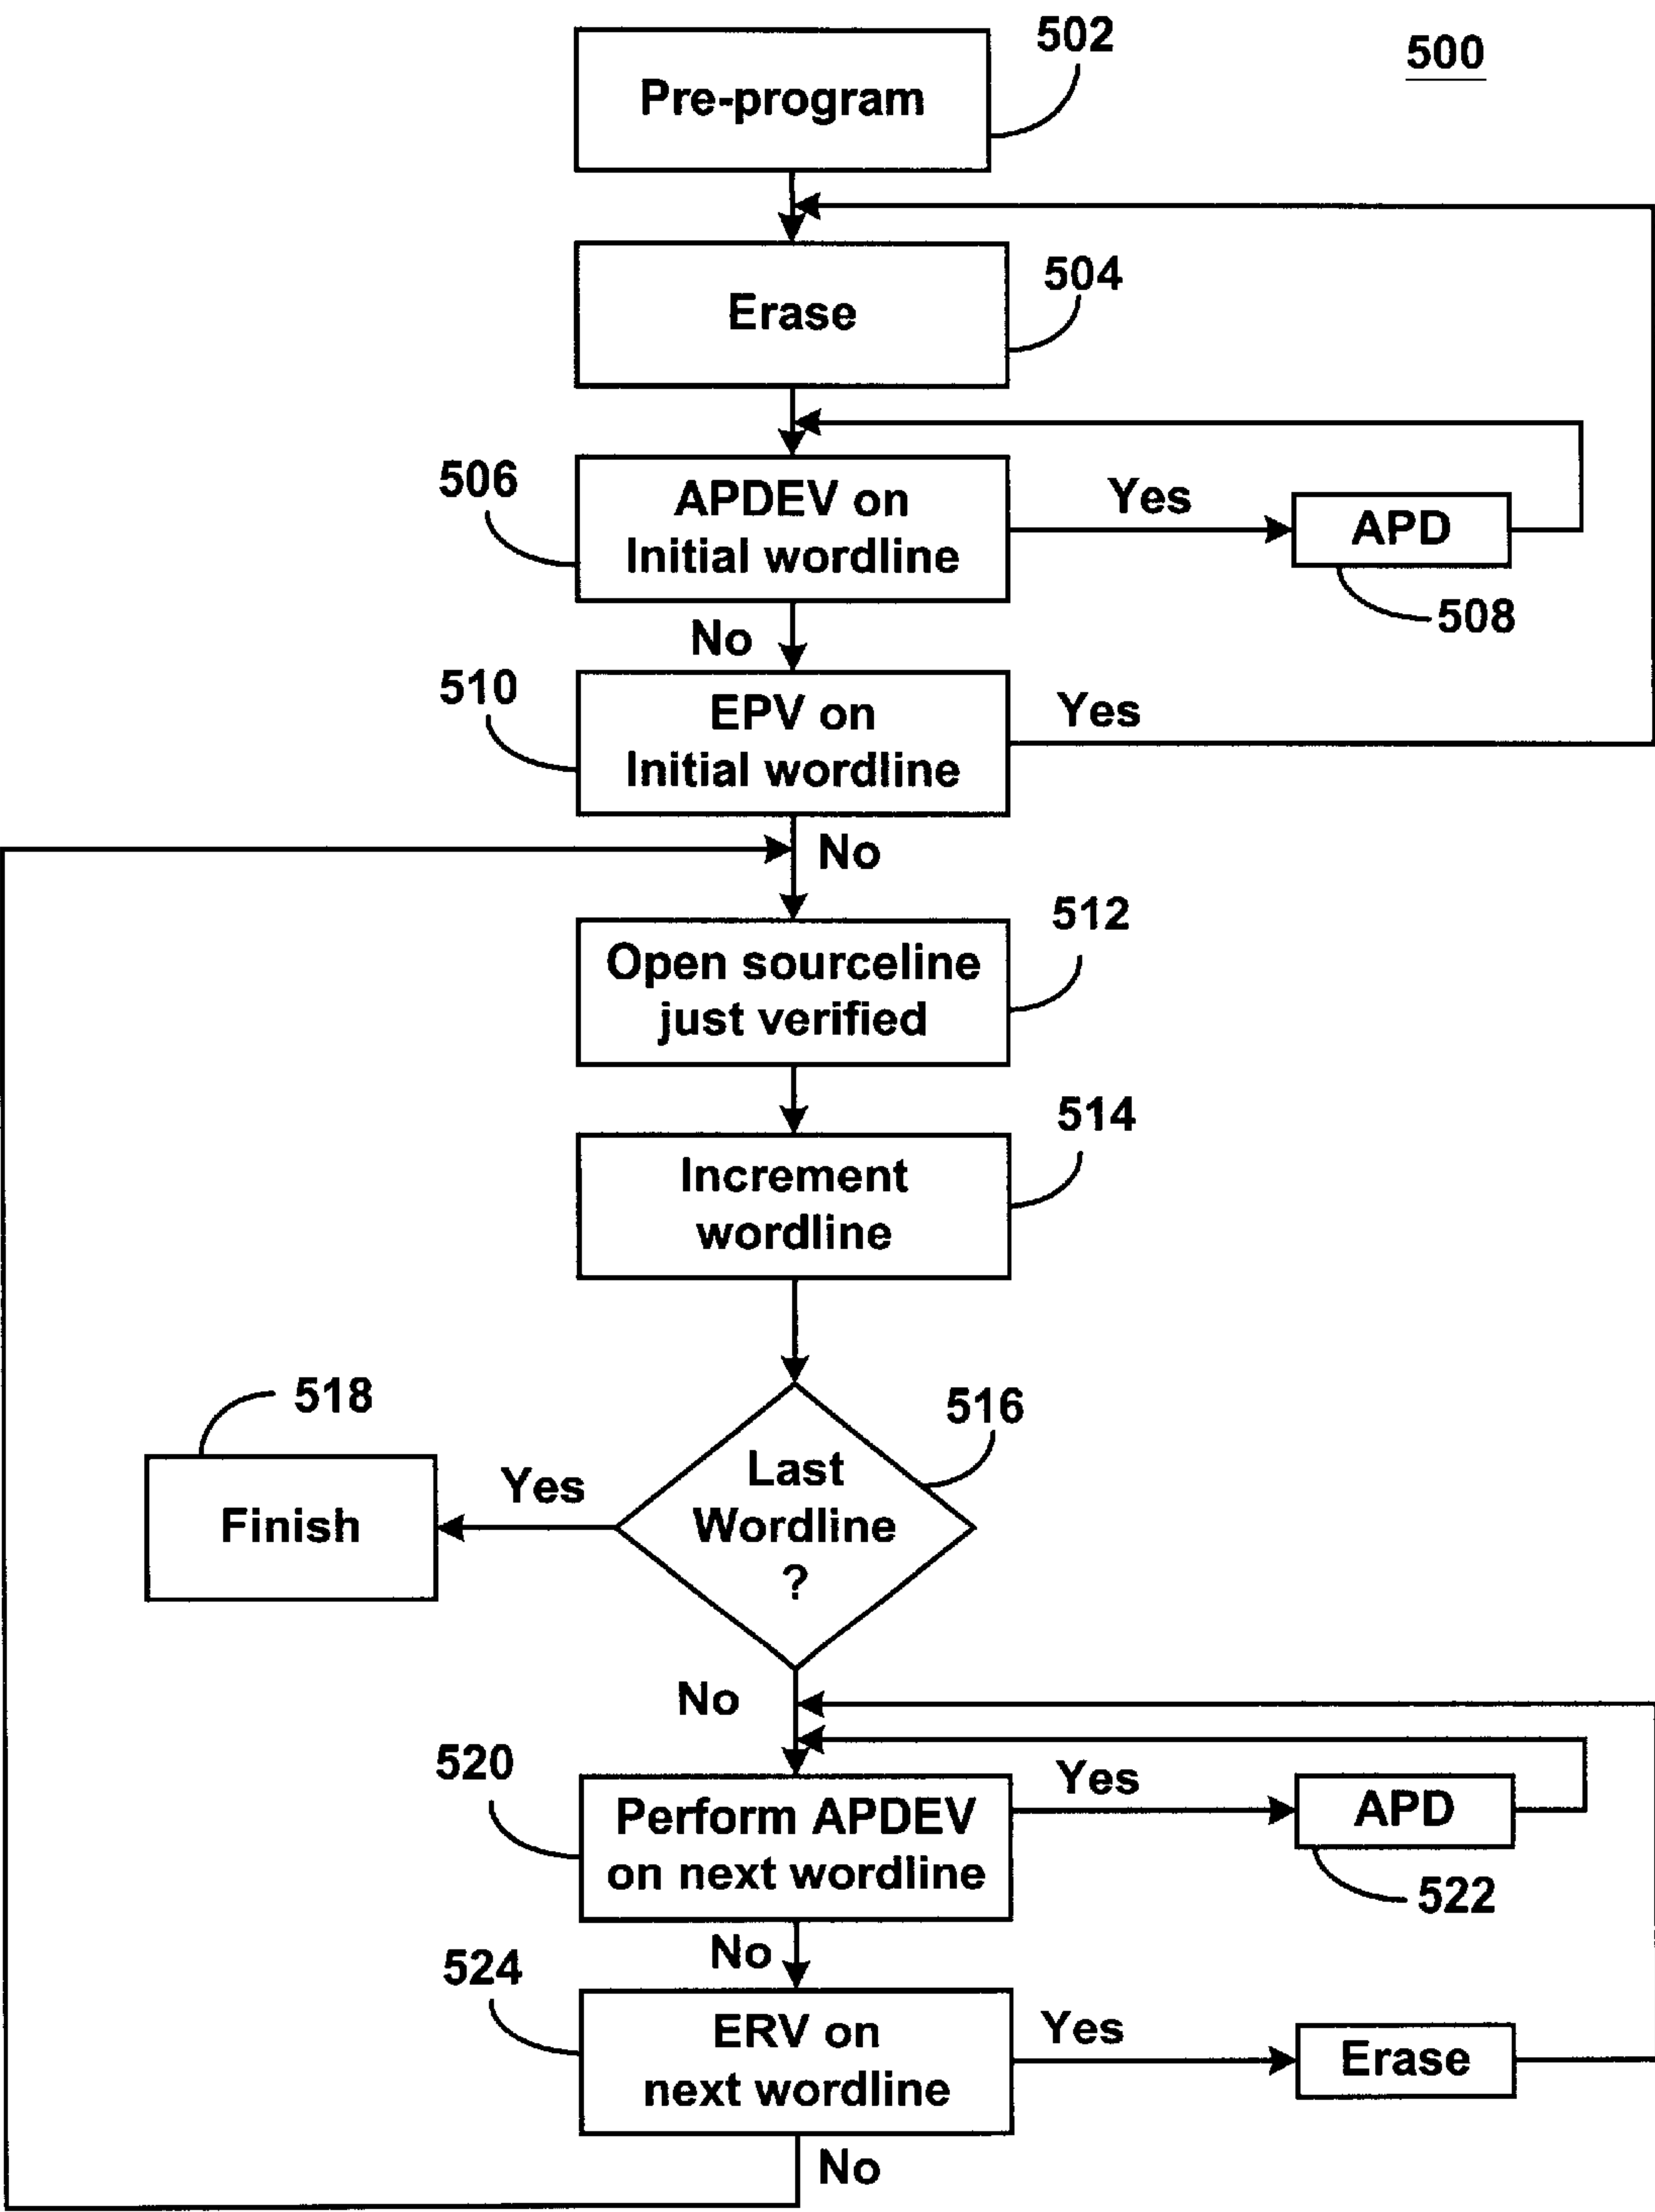 502
500
Pre-program
504
Erase
506
APDEV on
Initial wordline
Yes
APD
508
No
510
EPV on
Initial wordline
Yes
No
512
Open sourceline
just verified
514
Increment
wordline
518
516
Finish
Yes
Last
Wordline
?
No
520
Perform APDEV
on next wordline
Yes
APD
522
No
524
ERV on
next wordline
Yes
Erase
No